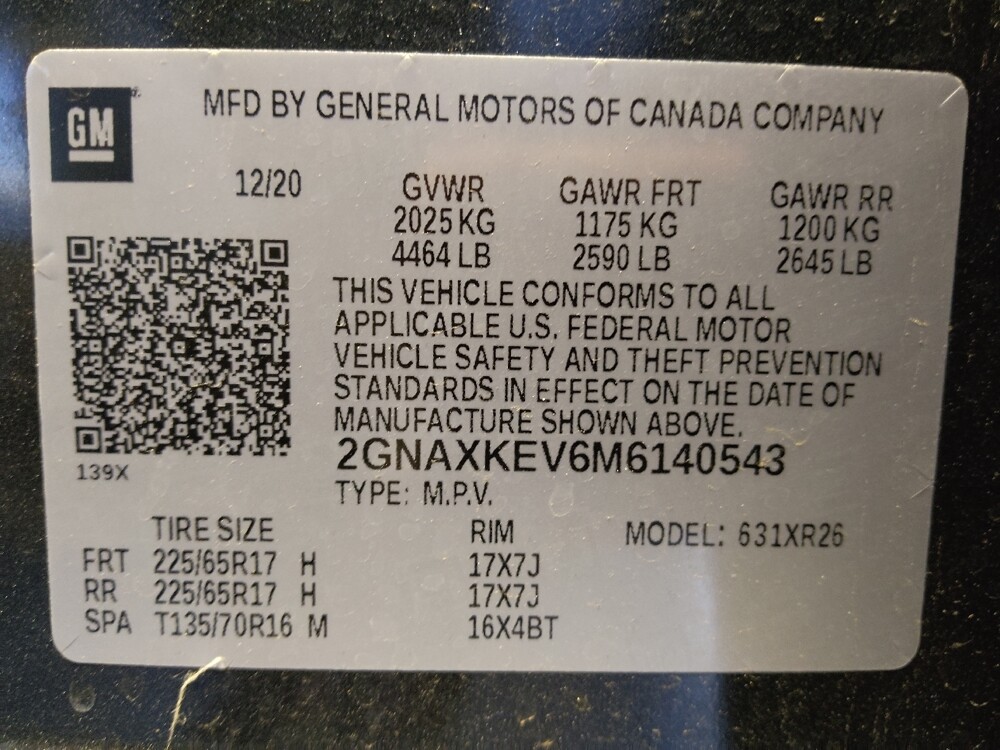 GM
MFD BY GENERAL MOTORS OF CANADA COMPANY
12/20 GVWR GAWR FRT GAWR RR
2025 KG 1175 KG 1200 KG
4464 LB 2590 LB 2645 LB
THIS VEHICLE CONFORMS TO ALL
APPLICABLE U.S. FEDERAL MOTOR
VEHICLE SAFETY AND THEFT PREVENTION
STANDARDS IN EFFECT ON THE DATE OF
MANUFACTURE SHOWN ABOVE.
139X
2GNAXKEV6M6140543
TYPE: M.P.V.
TIRE SIZE RIM MODEL: 631XR26
FRT 225/65R17 H 17X7J
RR 225/65R17 H 17X7J
SPA T135/70R16 M 16X4BT